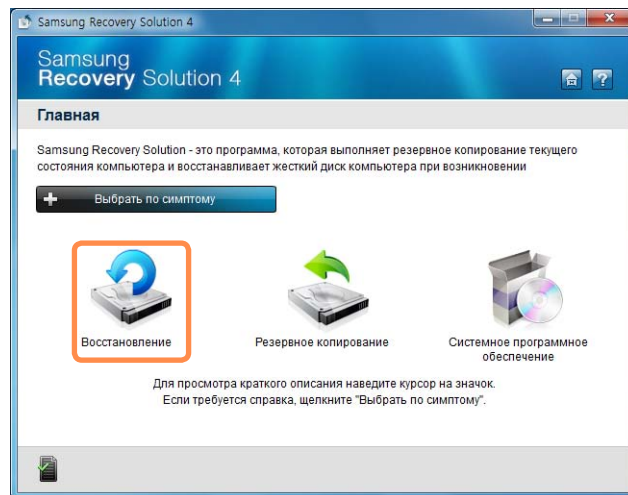 Samsung Recovery Solution 4
Samsung
Recovery Solution 4
Главная
Samsung Recovery Solution - это программа, которая выполняет резервное копирование текущего
состояния компьютера и восстанавливает жесткий диск компьютера при возникновении
Выбрать по симптому
Восстановление
Резервное копирование
Системное программное
обеспечение
Для просмотра краткого описания наведите курсор на значок.
Если требуется справка, щелкните "Выбрать по симптому".